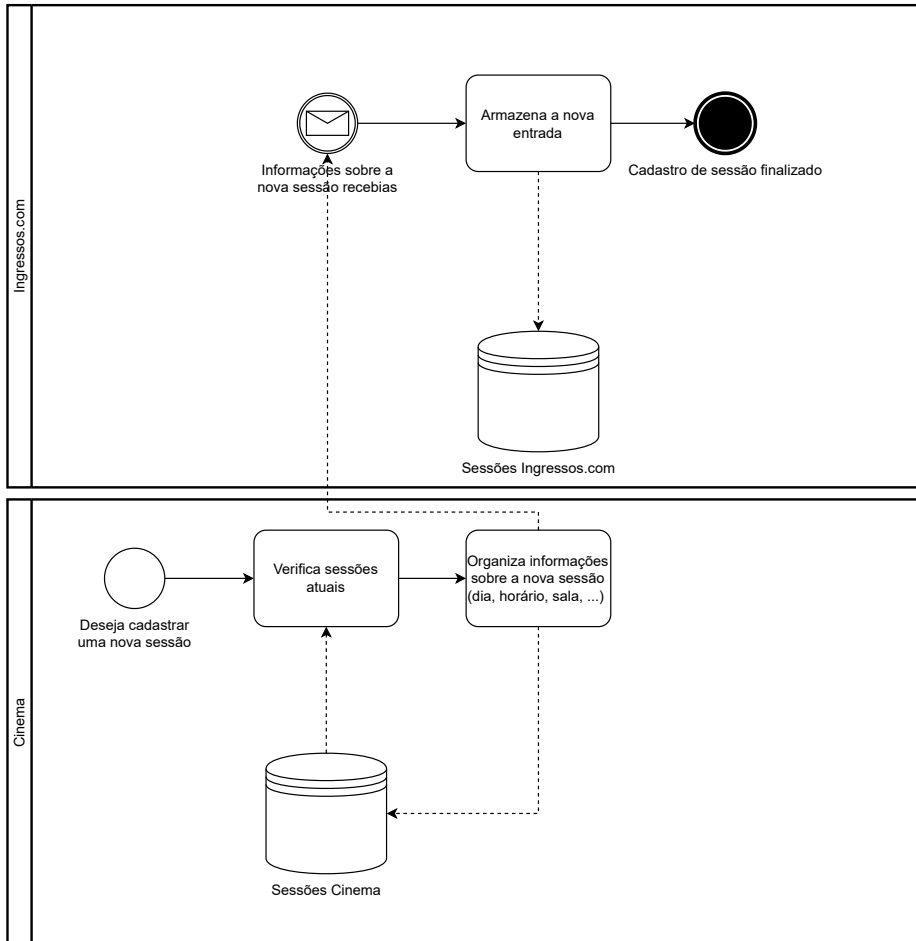 Ingressos.com
Informações sobre a
nova sessão recebias
Armazena a nova
entrada
Cadastro de sessão finalizado
Sessões Ingressos.com
Cinema
Deseja cadastrar
uma nova sessão
Verifica sessões
atuais
Organiza informações
sobre a nova sessão
(dia, horário, sala, ...)
Sessões Cinema